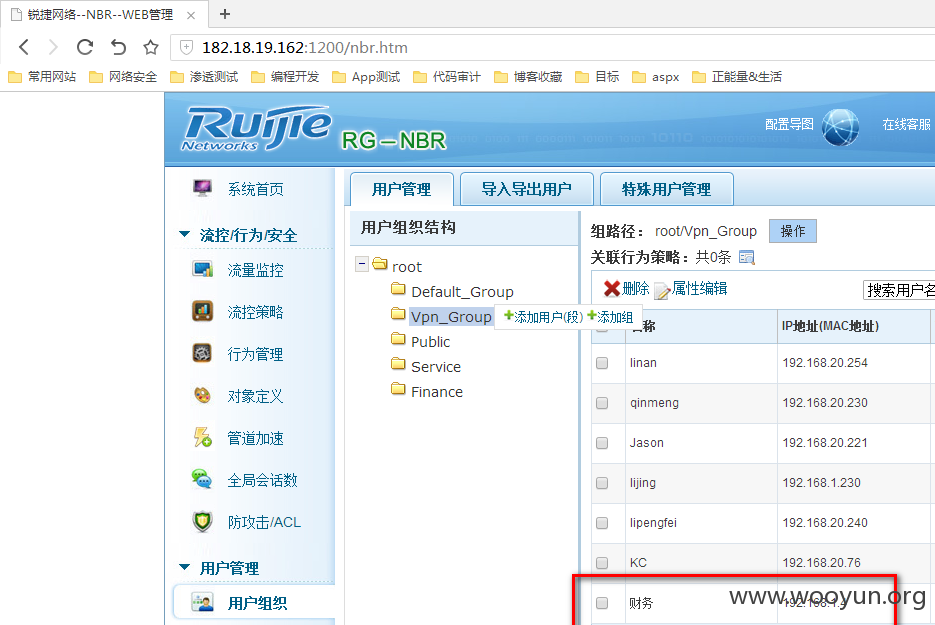 锐捷网络--NBR--WEB管理
182.18.19.162:1200/nbr.htm
常用网站 网络安全 渗透测试 编程开发 App测试 代码审计 博客收藏 目标 aspx 正能量&生活
Ruijie Networks RG-NBR 配置导图 在线客服
系统首页
流控/行为/安全
流量监控
流控策略
行为管理
对象定义
管道加速
全局会话数
防攻击/ACL
用户管理
用户组织
用户管理 导入导出用户 特殊用户管理
用户组织结构
root
Default_Group
Vpn_Group 添加用户(段) 添加组
Public
Service
Finance
组路径: root/Vpn_Group 操作
关联行为策略:共0条
删除 属性编辑 搜索用户名
称 IP地址(MAC地址)
linan 192.168.20.254
qinmeng 192.168.20.230
Jason 192.168.20.221
lijing 192.168.1.230
lipengfei 192.168.20.240
KC 192.168.20.76
财务 192.168.1.4
www.wooyun.org